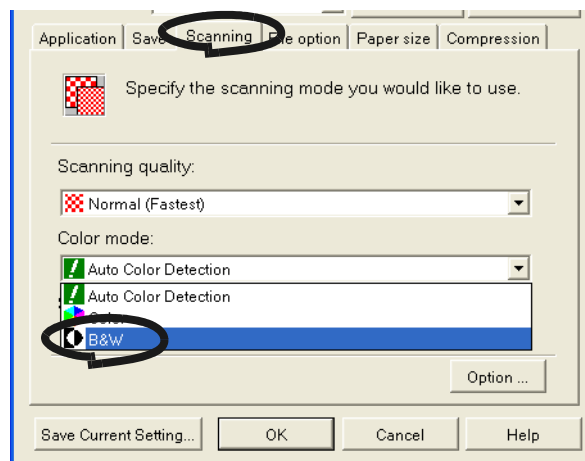 Application Save Scanning File option Paper size Compression
Specify the scanning mode you would like to use.
Scanning quality:
Normal (Fastest)
Color mode:
Auto Color Detection
Auto Color Detection
Color
B&W
Option ...
Save Current Setting... OK Cancel Help